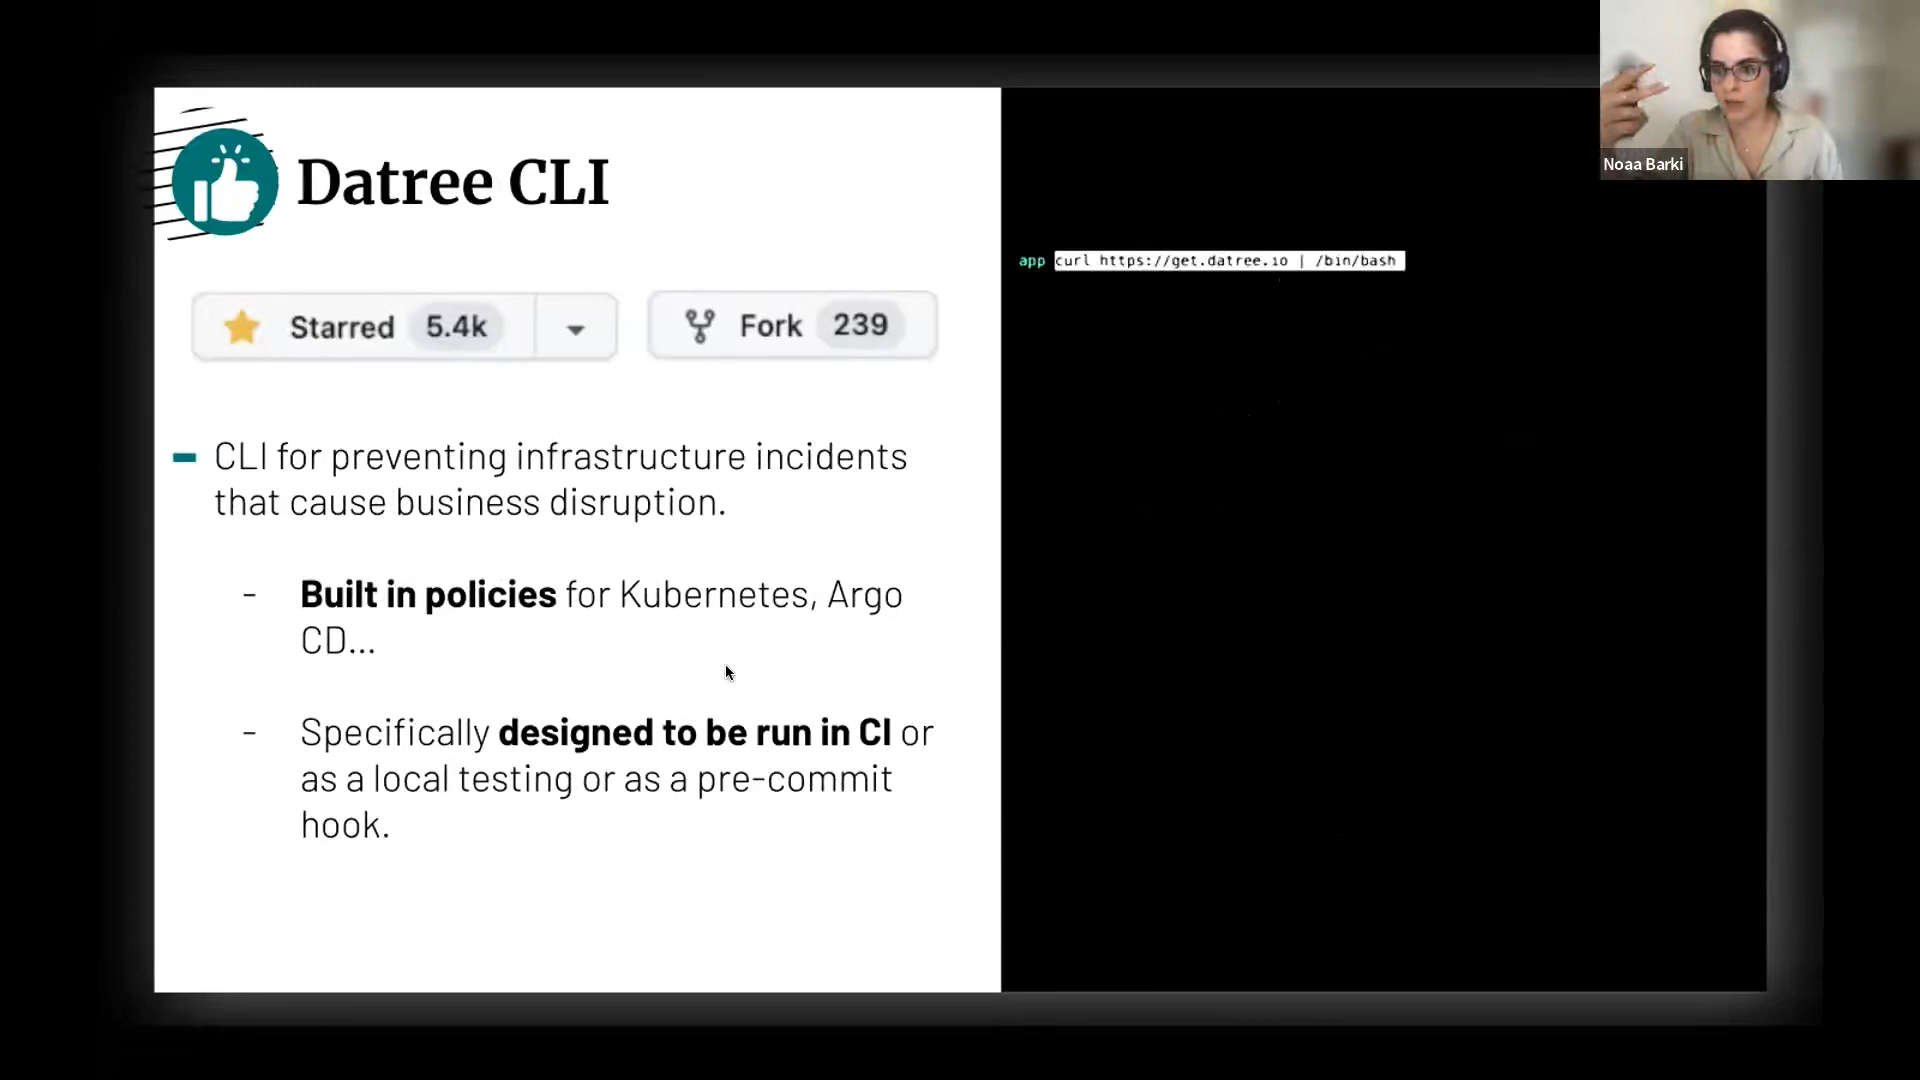 Datree CLI
Starred 5.4k
Fork 239
CLI for preventing infrastructure incidents
that cause business disruption.
- Built in policies for Kubernetes, Argo
CD...
- Specifically designed to be run in CI or
as a local testing or as a pre-commit
hook.
app curl https://get.datree.io | /bin/bash
Noaa Barki